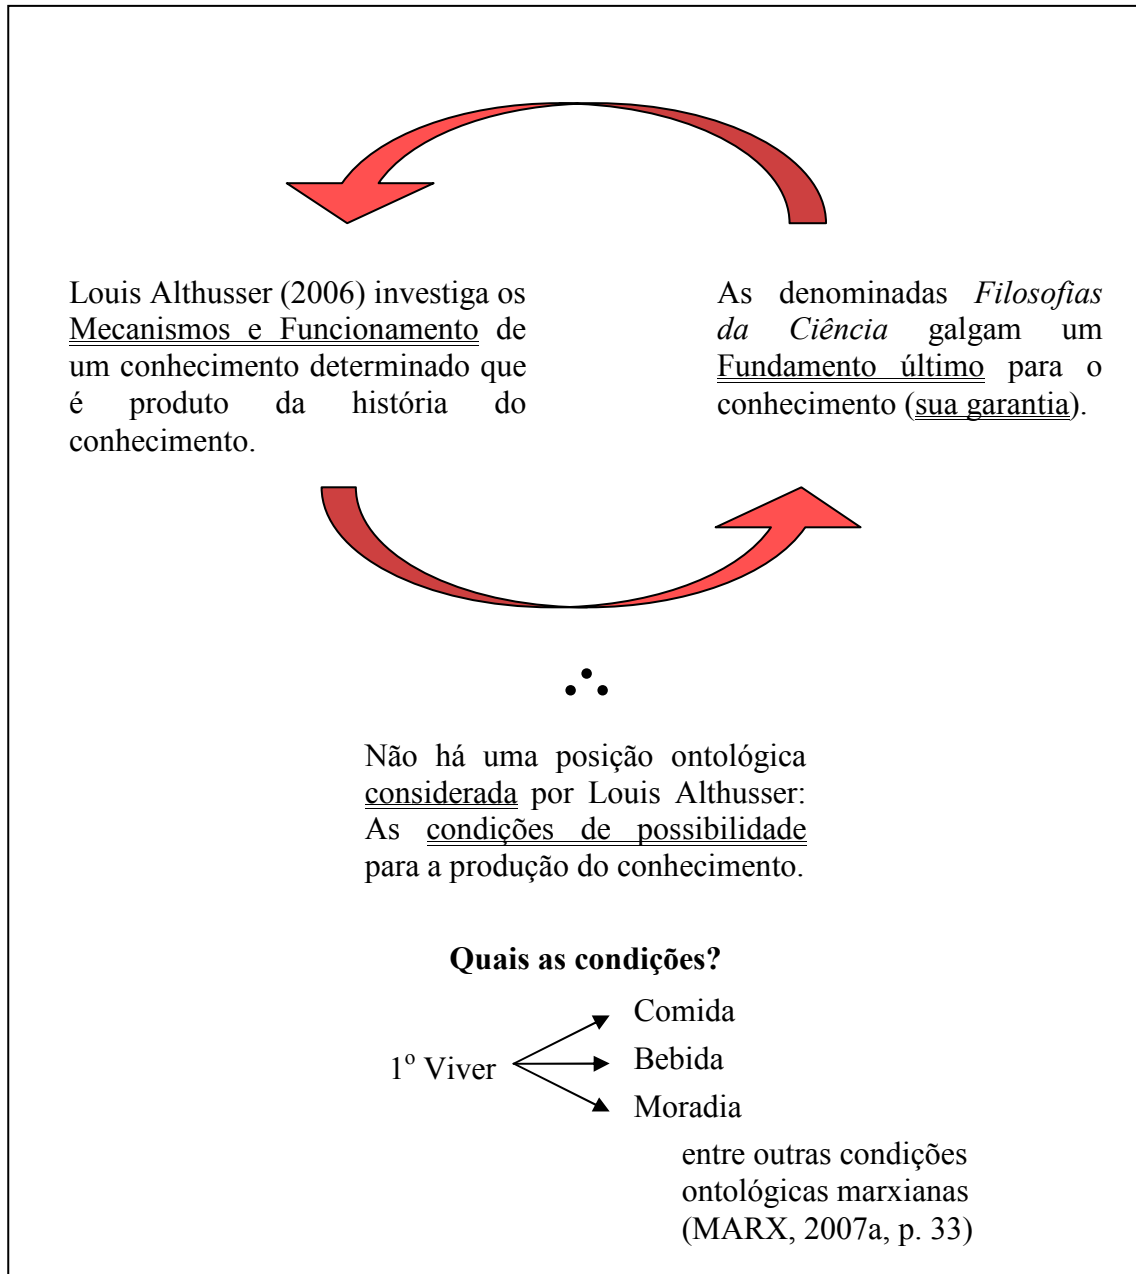 Louis Althusser (2006) investiga os
Mecanismos e Funcionamento de
um conhecimento determinado que
é produto da história do
conhecimento.
As denominadas Filosofias
da Ciência galgam um
Fundamento último para o
conhecimento (sua garantia).
∴
Não há uma posição ontológica
considerada por Louis Althusser:
As condições de possibilidade
para a produção do conhecimento.
Quais as condições?
1º Viver
Comida
Bebida
Moradia
entre outras condições
ontológicas marxianas
(MARX, 2007a, p. 33)